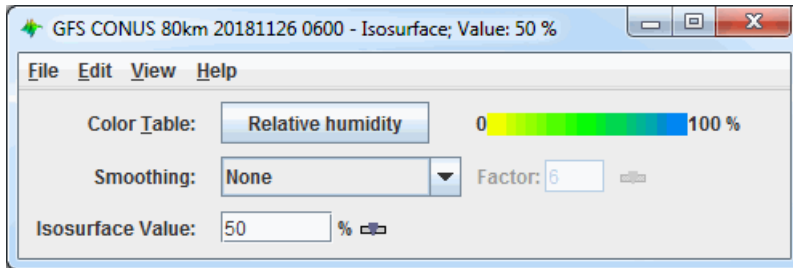 GFS CONUS 80km 20181126 0600 - Isosurface; Value: 50 %
File Edit View Help
Color Table: Relative humidity 0 100 %
Smoothing: None Factor: 6
Isosurface Value: 50 %